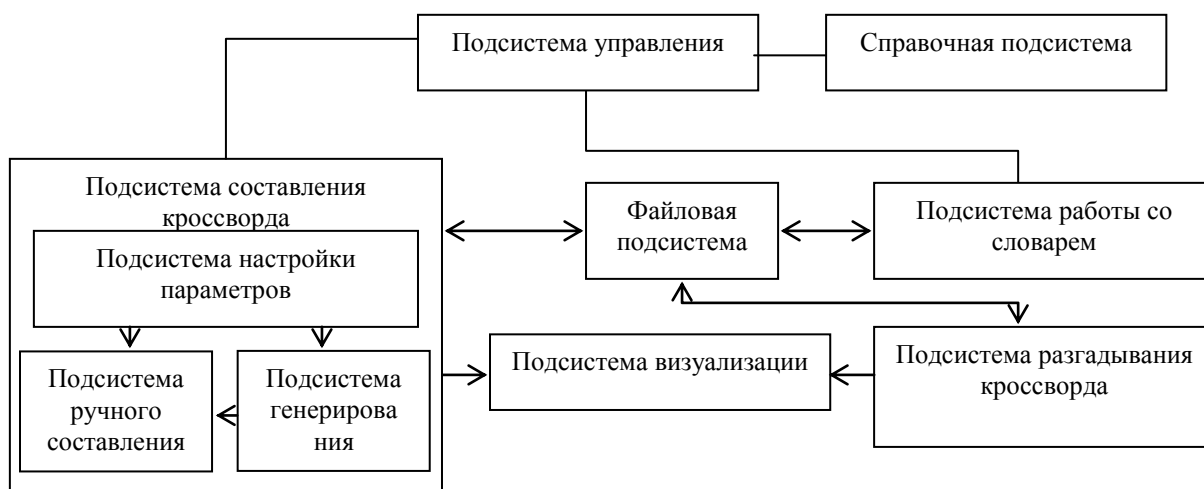 Подсистема управления
Справочная подсистема
Подсистема составления
кроссворда
Подсистема настройки
параметров
Подсистема
ручного
составления
Подсистема
генерирова
ния
Файловая
подсистема
Подсистема работы со
словарем
Подсистема визуализации
Подсистема разгадывания
кроссворда